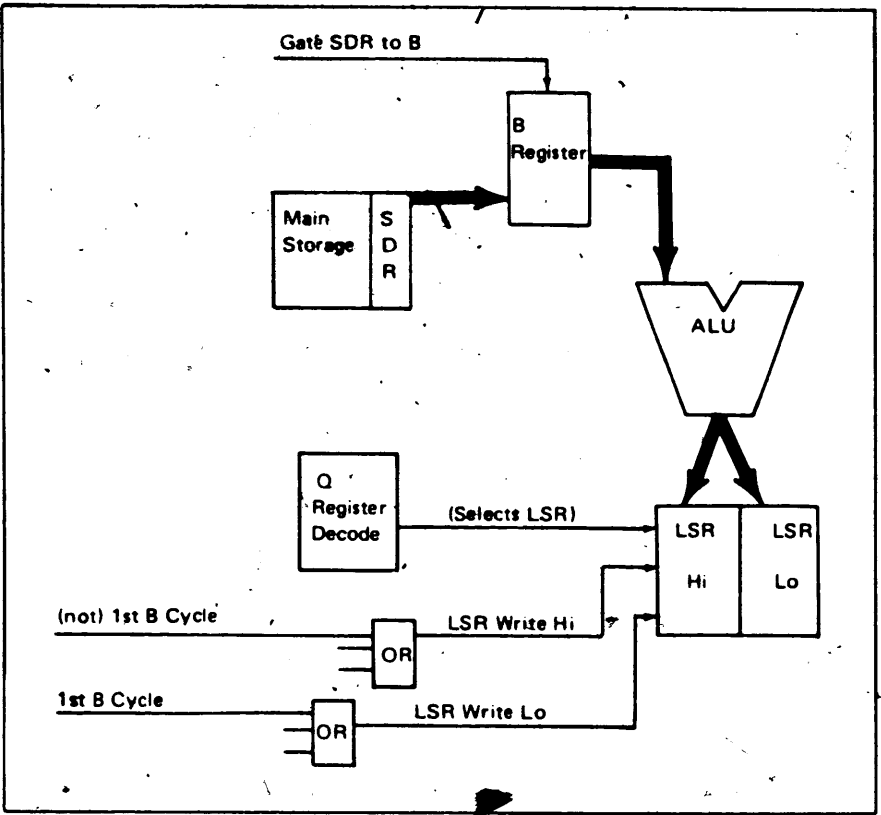 Gate SDR to B
B
Register
Main
Storage
S
D
R
ALU
Q
Register
Decode
(Selects LSR)
LSR
Hi
LSR
Lo
(not) 1st B Cycle
OR
LSR Write Hi
1st B Cycle
OR
LSR Write Lo